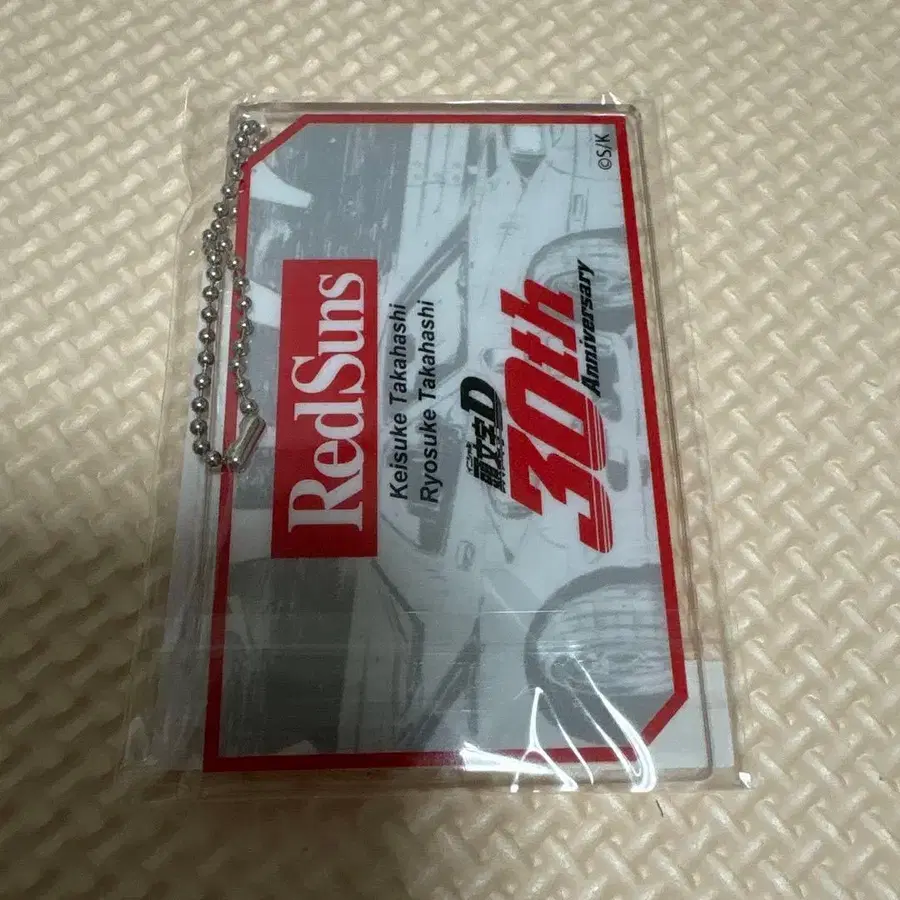 RedSuns
Keisuke Takahashi
Ryosuke Takahashi
頭文字D
30th
Anniversary
©S/K